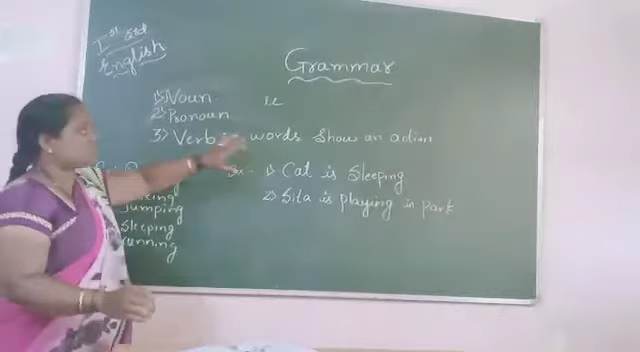 Ist std
English
Grammar
1) Noun
2) Pronoun
3) Verb words Show an action
1) Cat is Sleeping
2) Sita is playing in park
Jumping
Sleeping
running